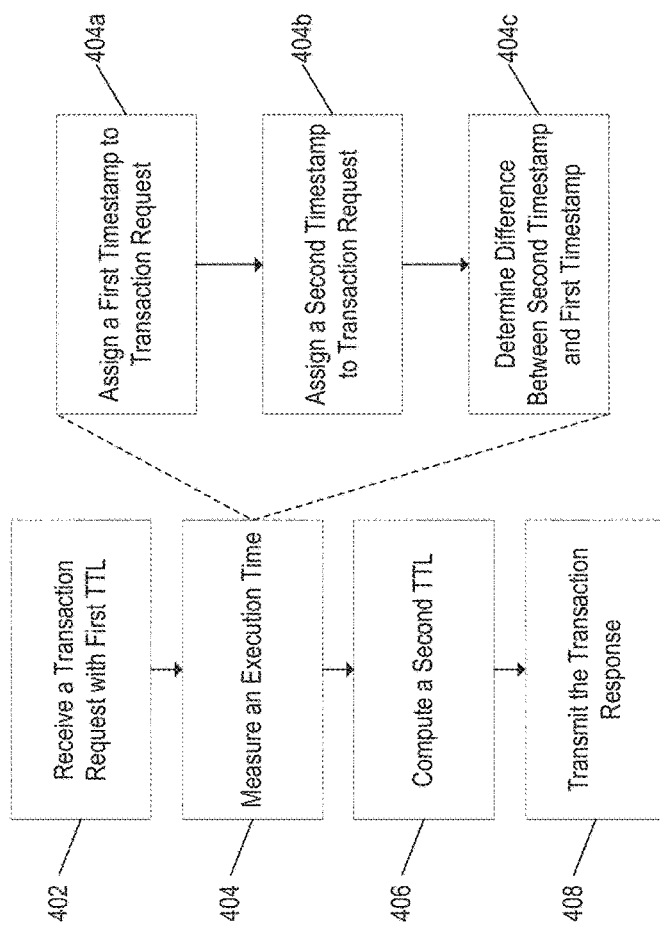 402
Receive a Transaction
Request with First TTL
404
Measure an Execution Time
406
Compute a Second TTL
408
Transmit the Transaction
Response
404a
Assign a First Timestamp to
Transaction Request
404b
Assign a Second Timestamp
to Transaction Request
404c
Determine Difference
Between Second Timestamp
and First Timestamp